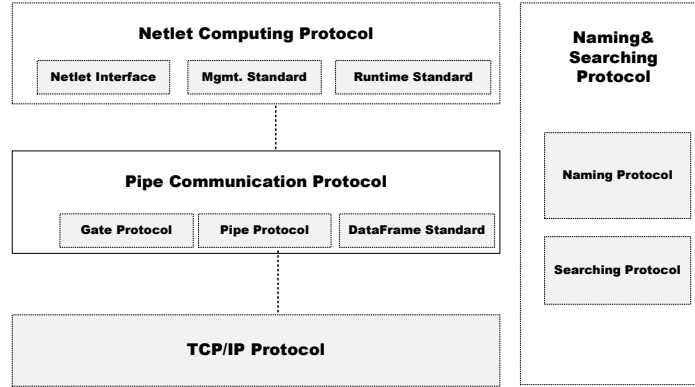 Netlet Computing Protocol
Netlet Interface
Mgmt. Standard
Runtime Standard
Pipe Communication Protocol
Gate Protocol
Pipe Protocol
DataFrame Standard
TCP/IP Protocol
Naming&
Searching
Protocol
Naming Protocol
Searching Protocol